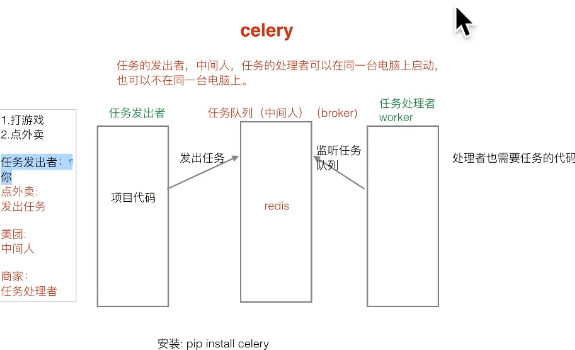 celery
任务的发出者，中间人，任务的处理者可以在同一台电脑上启动，
也可以不在同一台电脑上。
1.打游戏
2.点外卖
任务发出者：
你
点外卖:
发出任务
美团:
中间人
商家:
任务处理者
任务发出者
项目代码
发出任务
任务队列（中间人）（broker)
redis
监听任务
队列
任务处理者
worker
处理者也需要任务的代码
安装: pip install celery